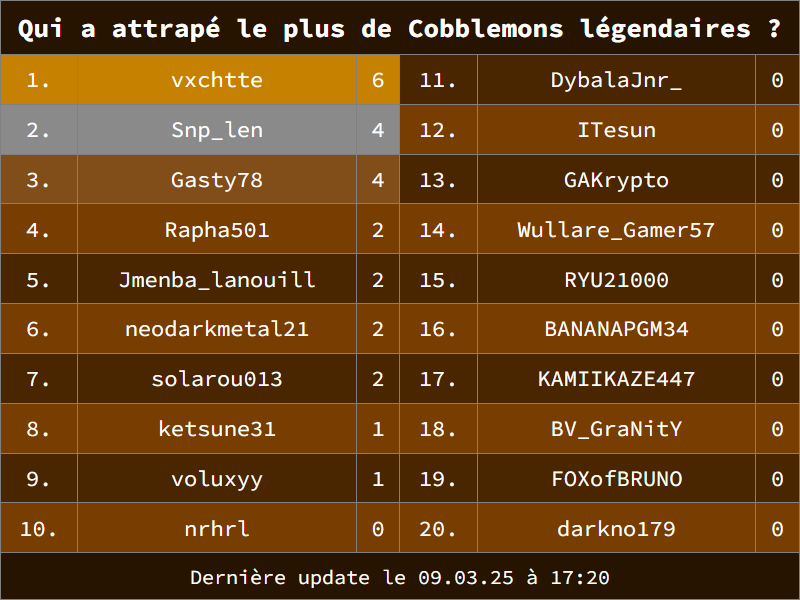 Qui a attrapé le plus de Cobblemons légendaires ?
1. vxchtte 6
2. Snp_len 4
3. Gasty78 4
4. Rapha501 2
5. Jmenba_lanouill 2
6. neodarkmetal21 2
7. solarou013 2
8. ketsune31 1
9. voluxyy 1
10. nrhrl 0
11. DybalaJnr_ 0
12. ITesun 0
13. GAKrypto 0
14. Wullare_Gamer57 0
15. RYU21000 0
16. BANANAPGM34 0
17. KAMIIKAZE447 0
18. BV_GraNitY 0
19. FOXofBRUNO 0
20. darkno179 0
Dernière update le 09.03.25 à 17:20